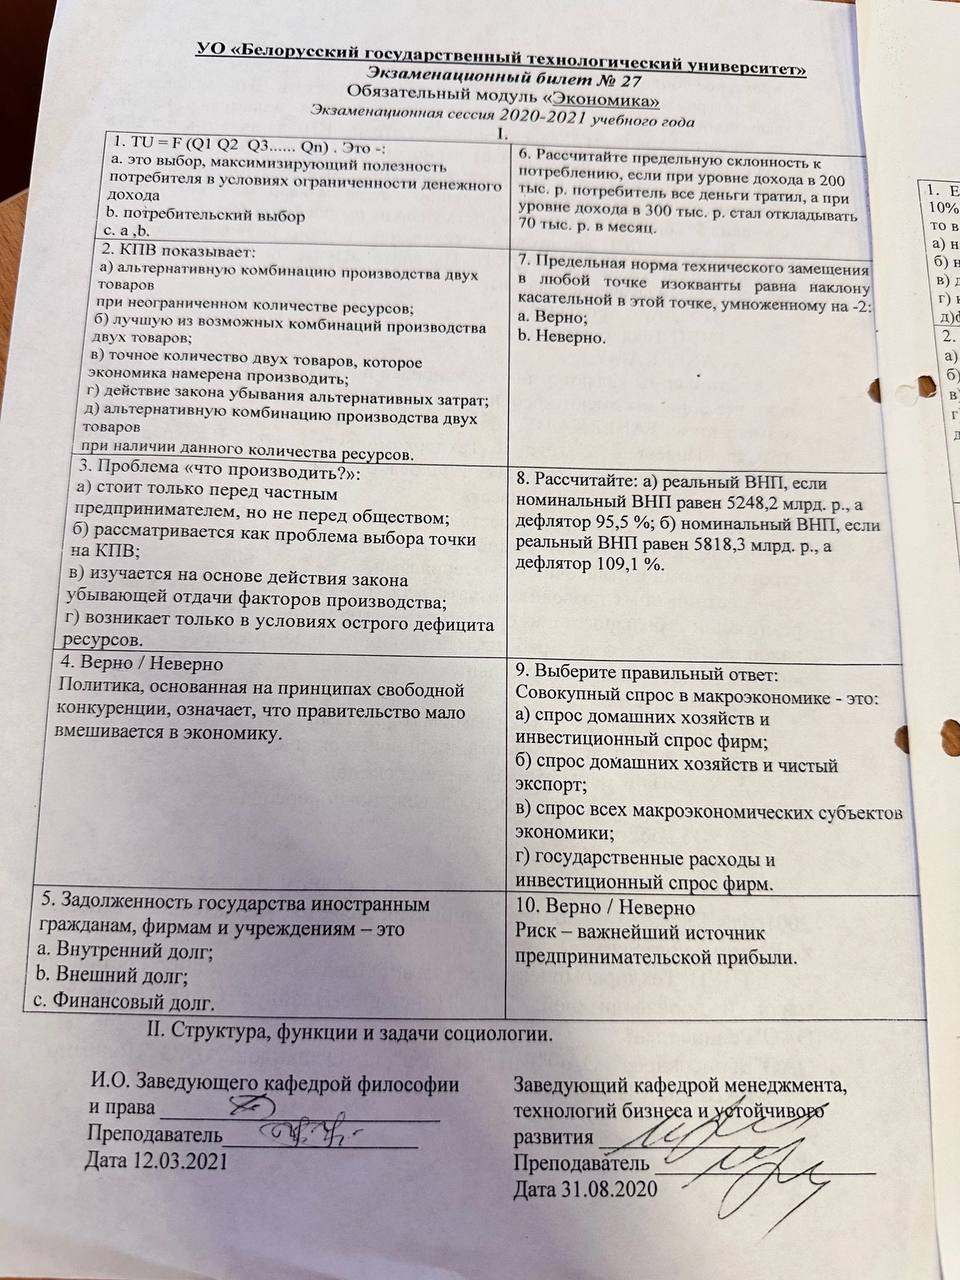 УО «Белорусский государственный технологический университет»
Экзаменационный билет № 27
Обязательный модуль «Экономика»
Экзаменационная сессия 2020-2021 учебного года
I.
1. TU = F (Q1 Q2 Q3...... Qn) . Это -:
a. это выбор, максимизирующий полезность
потребителя в условиях ограниченности денежного
дохода
b. потребительский выбор
c. a ,b.
2. КПВ показывает:
а) альтернативную комбинацию производства двух
товаров
при неограниченном количестве ресурсов;
б) лучшую из возможных комбинаций производства
двух товаров;
в) точное количество двух товаров, которое
экономика намерена производить;
г) действие закона убывания альтернативных затрат;
д) альтернативную комбинацию производства двух
товаров
при наличии данного количества ресурсов.
3. Проблема «что производить?»:
а) стоит только перед частным
предпринимателем, но не перед обществом;
б) рассматривается как проблема выбора точки
на КПВ;
в) изучается на основе действия закона
убывающей отдачи факторов производства;
г) возникает только в условиях острого дефицита
ресурсов.
4. Верно / Неверно
Политика, основанная на принципах свободной
конкуренции, означает, что правительство мало
вмешивается в экономику.
5. Задолженность государства иностранным
гражданам, фирмам и учреждениям – это
a. Внутренний долг;
b. Внешний долг;
c. Финансовый долг.
6. Рассчитайте предельную склонность к
потреблению, если при уровне дохода в 200
тыс. р. потребитель все деньги тратил, а при
уровне дохода в 300 тыс. р. стал откладывать
70 тыс. р. в месяц.
7. Предельная норма технического замещения
в любой точке изокванты равна наклону
касательной в этой точке, умноженному на -2:
a. Верно;
b. Неверно.
8. Рассчитайте: а) реальный ВНП, если
номинальный ВНП равен 5248,2 млрд. р., а
дефлятор 95,5 %; б) номинальный ВНП, если
реальный ВНП равен 5818,3 млрд. р., а
дефлятор 109,1 %.
9. Выберите правильный ответ:
Совокупный спрос в макроэкономике - это:
а) спрос домашних хозяйств и
инвестиционный спрос фирм;
б) спрос домашних хозяйств и чистый
экспорт;
в) спрос всех макроэкономических субъектов
экономики;
г) государственные расходы и
инвестиционный спрос фирм.
10. Верно / Неверно
Риск – важнейший источник
предпринимательской прибыли.
II. Структура, функции и задачи социологии.
И.О. Заведующего кафедрой философии
и права
Преподаватель
Дата 12.03.2021
Заведующий кафедрой менеджмента,
технологий бизнеса и устойчивого
развития
Преподаватель
Дата 31.08.2020
1. Е
10%
то в
а) н
б) н
в) д
г) н
2.
а)
б)
в)
г)